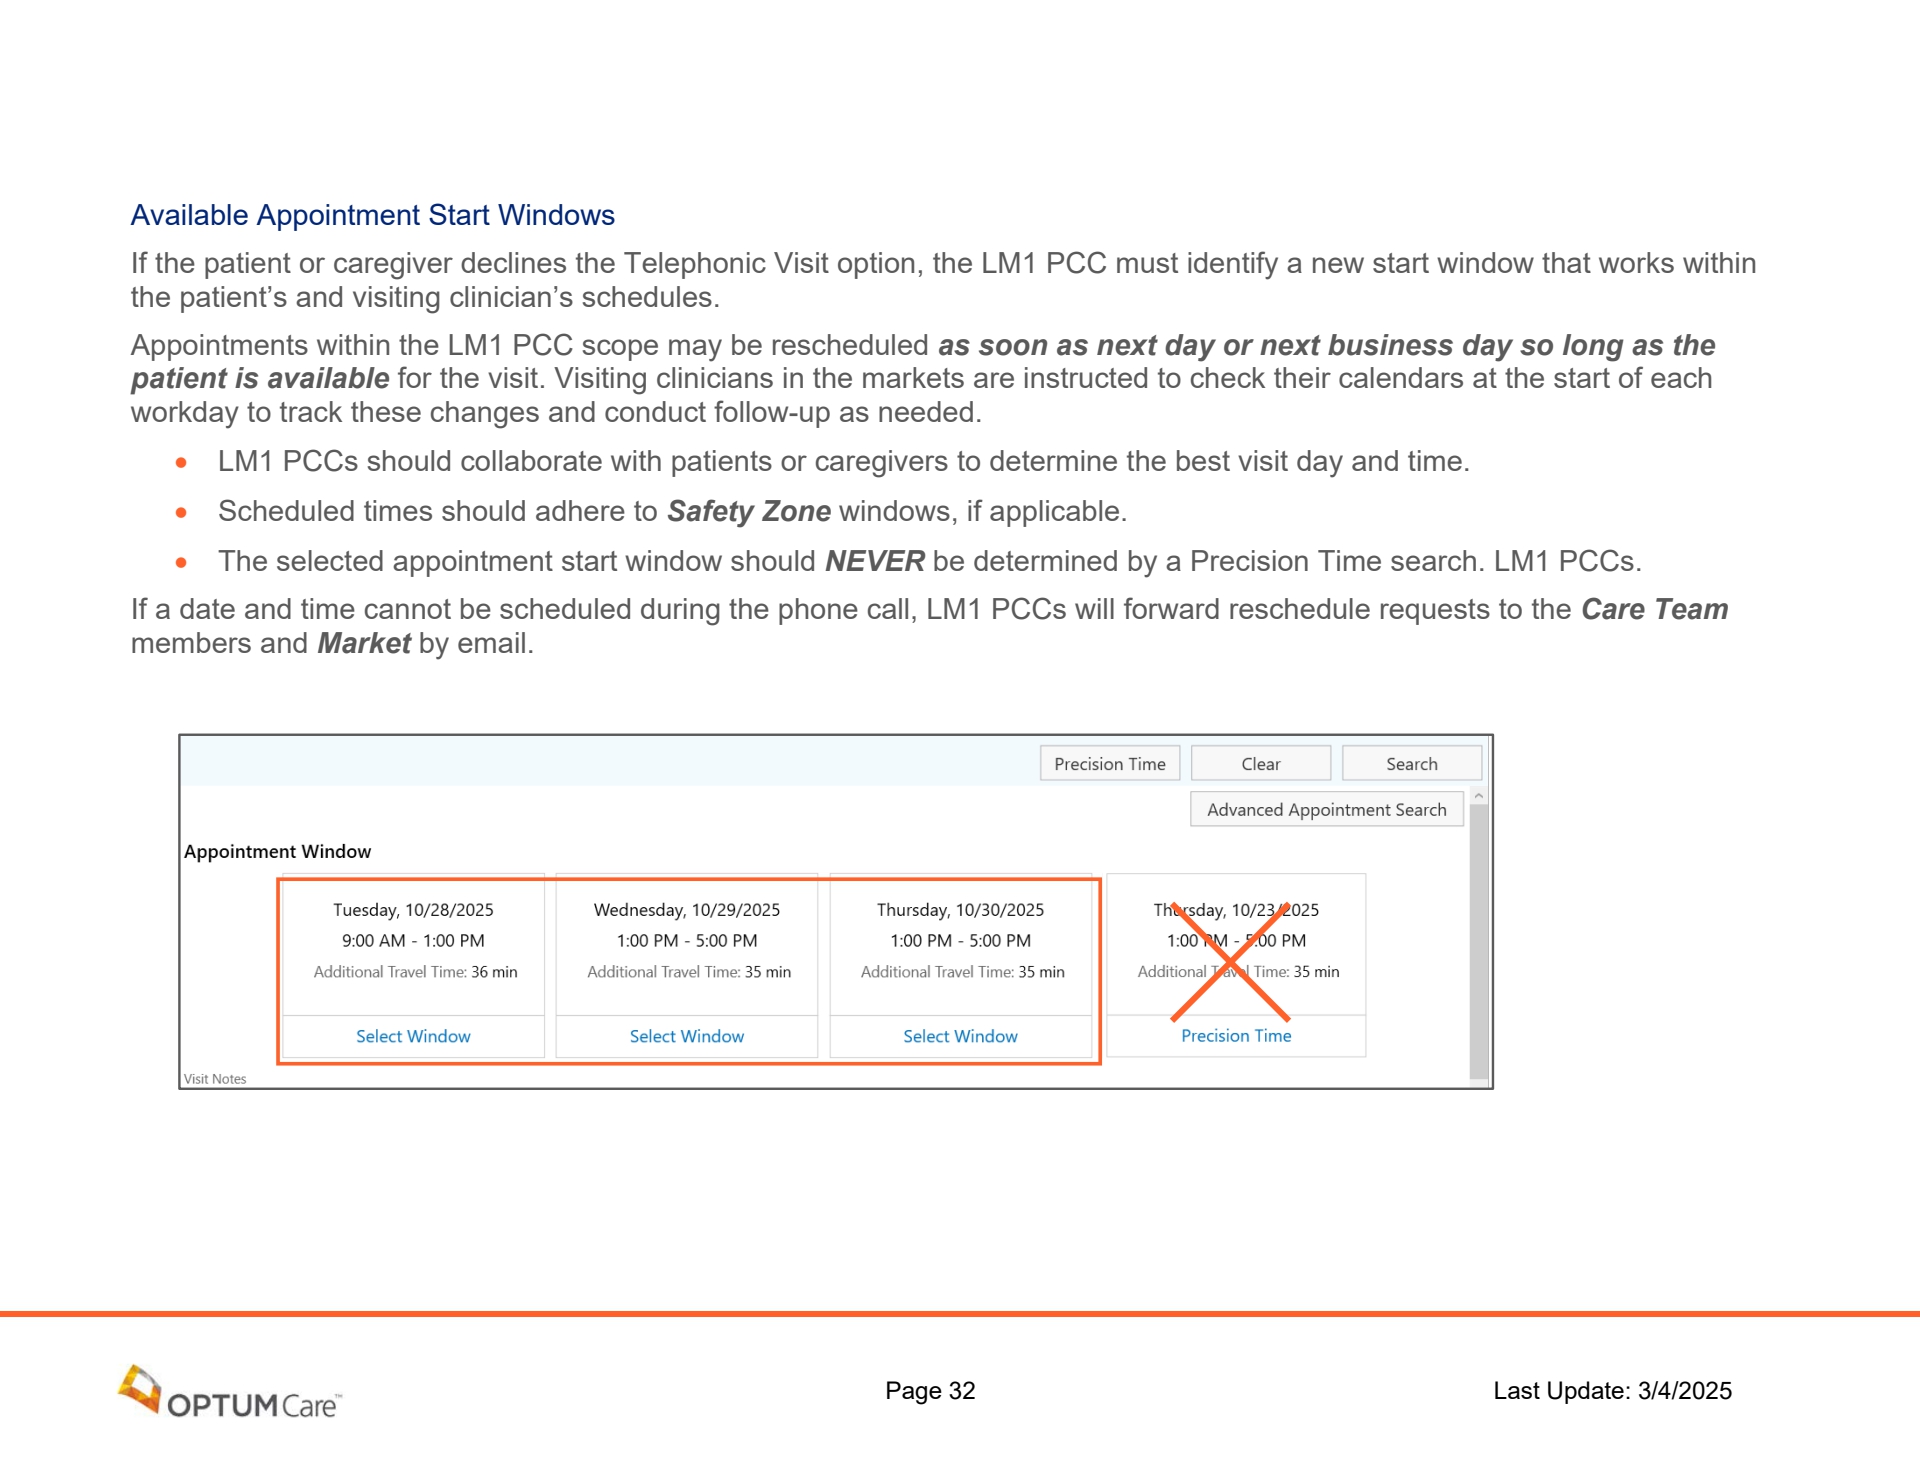 Available Appointment Start Windows
If the patient or caregiver declines the Telephonic Visit option, the LM1 PCC must identify a new start window that works within
the patient's and visiting clinician's schedules.
Appointments within the LM1 PCC scope may be rescheduled as soon as next day or next business day so long as the
patient is available for the visit. Visiting clinicians in the markets are instructed to check their calendars at the start of each
workday to track these changes and conduct follow-up as needed.
• LM1 PCCs should collaborate with patients or caregivers to determine the best visit day and time.
• Scheduled times should adhere to Safety Zone windows, if applicable.
• The selected appointment start window should NEVER be determined by a Precision Time search. LM1 PCCs.
If a date and time cannot be scheduled during the phone call, LM1 PCCs will forward reschedule requests to the Care Team
members and Market by email.
Precision Time Clear Search
Advanced Appointment Search
Appointment Window
Tuesday, 10/28/2025 Wednesday, 10/29/2025 Thursday, 10/30/2025 Thursday, 10/23/2025
9:00 AM - 1:00 PM 1:00 PM - 5:00 PM 1:00 PM - 5:00 PM 1:00 PM - 5:00 PM
Additional Travel Time: 36 min Additional Travel Time: 35 min Additional Travel Time: 35 min Additional Travel Time: 35 min
Select Window Select Window Select Window Precision Time
Visit Notes
OPTUM Care™ Page 32 Last Update: 3/4/2025